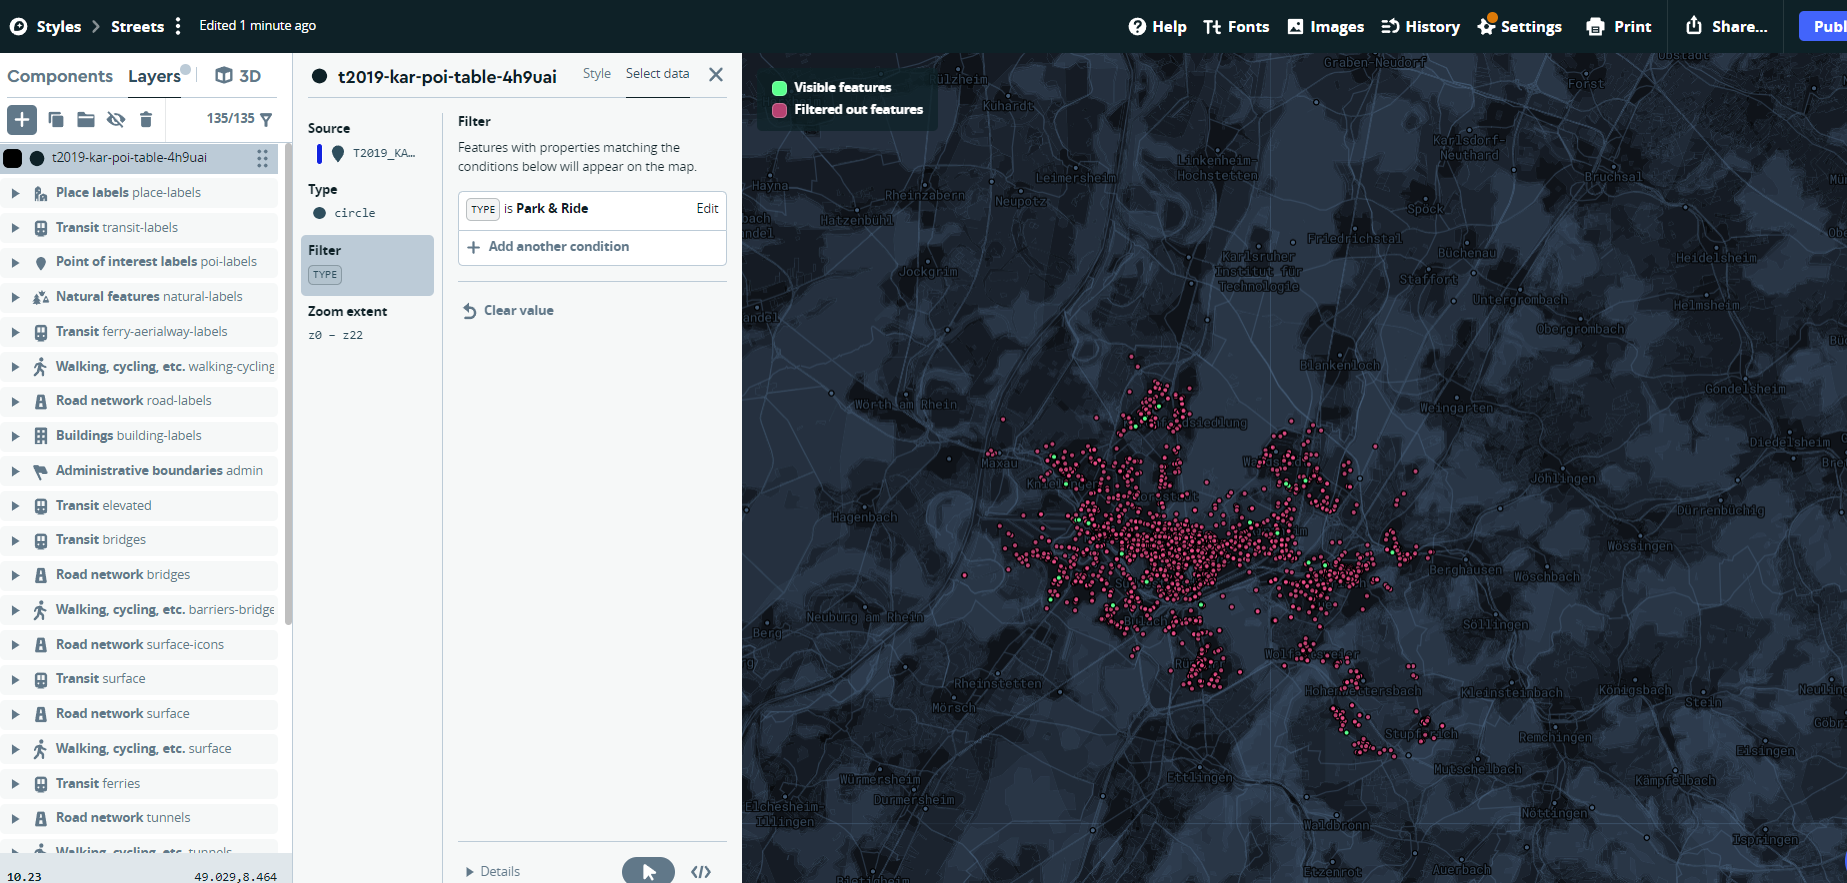 Styles
Streets
Edited 1 minute ago
Help
Fonts
Images
History
Settings
Print
Share...
Publ
Components
Layers
3D
135/135
t2019-kar-poi-table-4h9uai
Place labels place-labels
Transit transit-labels
Point of interest labels poi-labels
Natural features natural-labels
Transit ferry-aerialway-labels
Walking, cycling, etc. walking-cycling
Road network road-labels
Buildings building-labels
Administrative boundaries admin
Transit elevated
Transit bridges
Road network bridges
Walking, cycling, etc. barriers-bridge
Road network surface-icons
Transit surface
Road network surface
Walking, cycling, etc. surface
Transit ferries
Road network tunnels
Walking, cycling, etc. tunnels
10.23
49.029,8.464
t2019-kar-poi-table-4h9uai
Style
Select data
Source
T2019_KA…
Type
circle
Filter
TYPE
Zoom extent
z0 – z22
Filter
Features with properties matching the
conditions below will appear on the map.
TYPE is Park & Ride
Edit
Add another condition
Clear value
Details
Visible features
Filtered out features
Graben-Neudorf
Forst
Kuhardt
Karlsdorf-
Neuthard
Linkenheim-
Hochstetten
Leimersheim
Hayna
Rheinzabern
Neupotz
Bruchsal
Hatzenbühl
Spöck
Friedrichstal
Büchenau
Karlsruher
Institut für
Technologie
Heidelsheim
Jockgrim
Staffort
Untergrombach
Helmsheim
Obergrombach
Blankenloch
Gondelsheim
Wörth am Rhein
Weingarten
Diedelsheim
Maxau
Jöhlingen
Hagenbach
Dürrenbüchig
Wössingen
Berghausen
Wöschbach
Neuburg am Rhein
Bulach
Söllingen
Berg
Rheinstetten
Hohenwettersbach
Kleinsteinbach
Königsbach
Stein
Mörsch
Stupferich
Remchingen
Eisingen
Mutschelbach
Ettlingen
Kämpfelbach
Würmersheim
Durmersheim
Elchesheim-
Illingen
Nöttingen
Waldbronn
Ispringen
Etzenrot
Auerbach